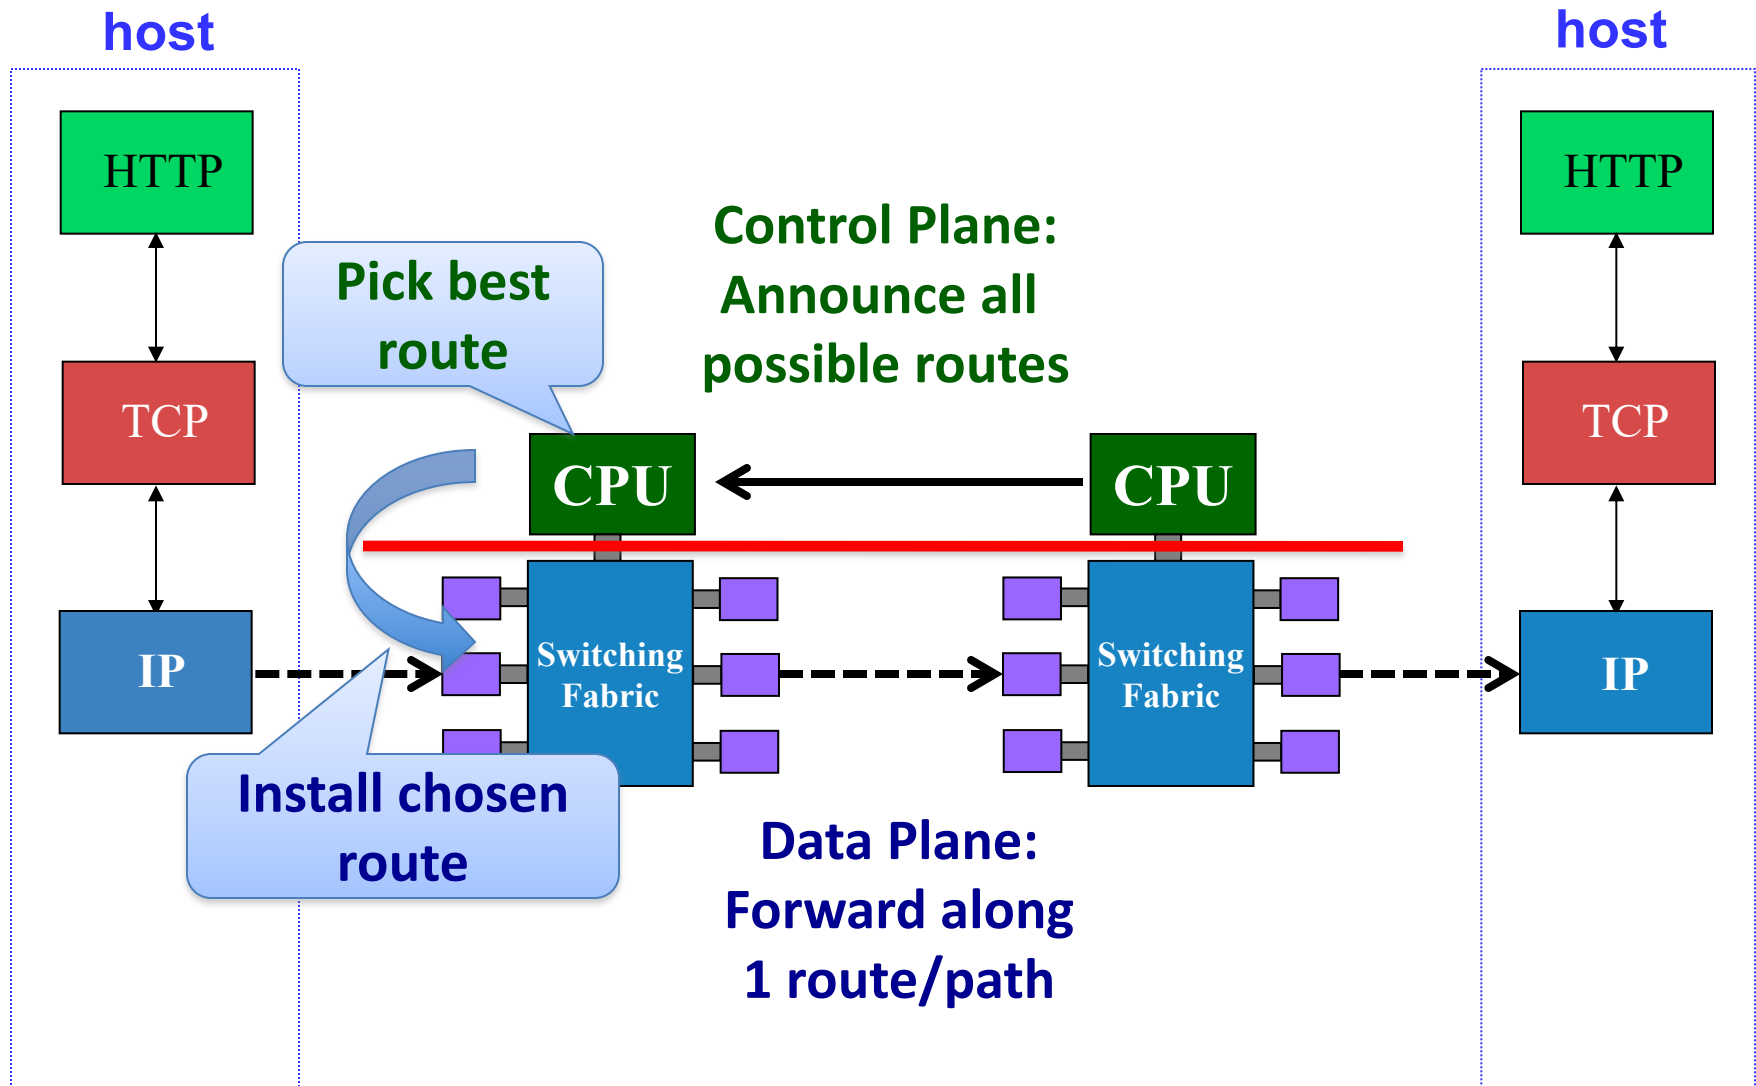 host
host
HTTP
HTTP
Control Plane:
Announce all
possible routes
Pick best
route
TCP
TCP
CPU
CPU
IP
Switching
Fabric
Switching
Fabric
IP
Install chosen
route
Data Plane:
Forward along
1 route/path